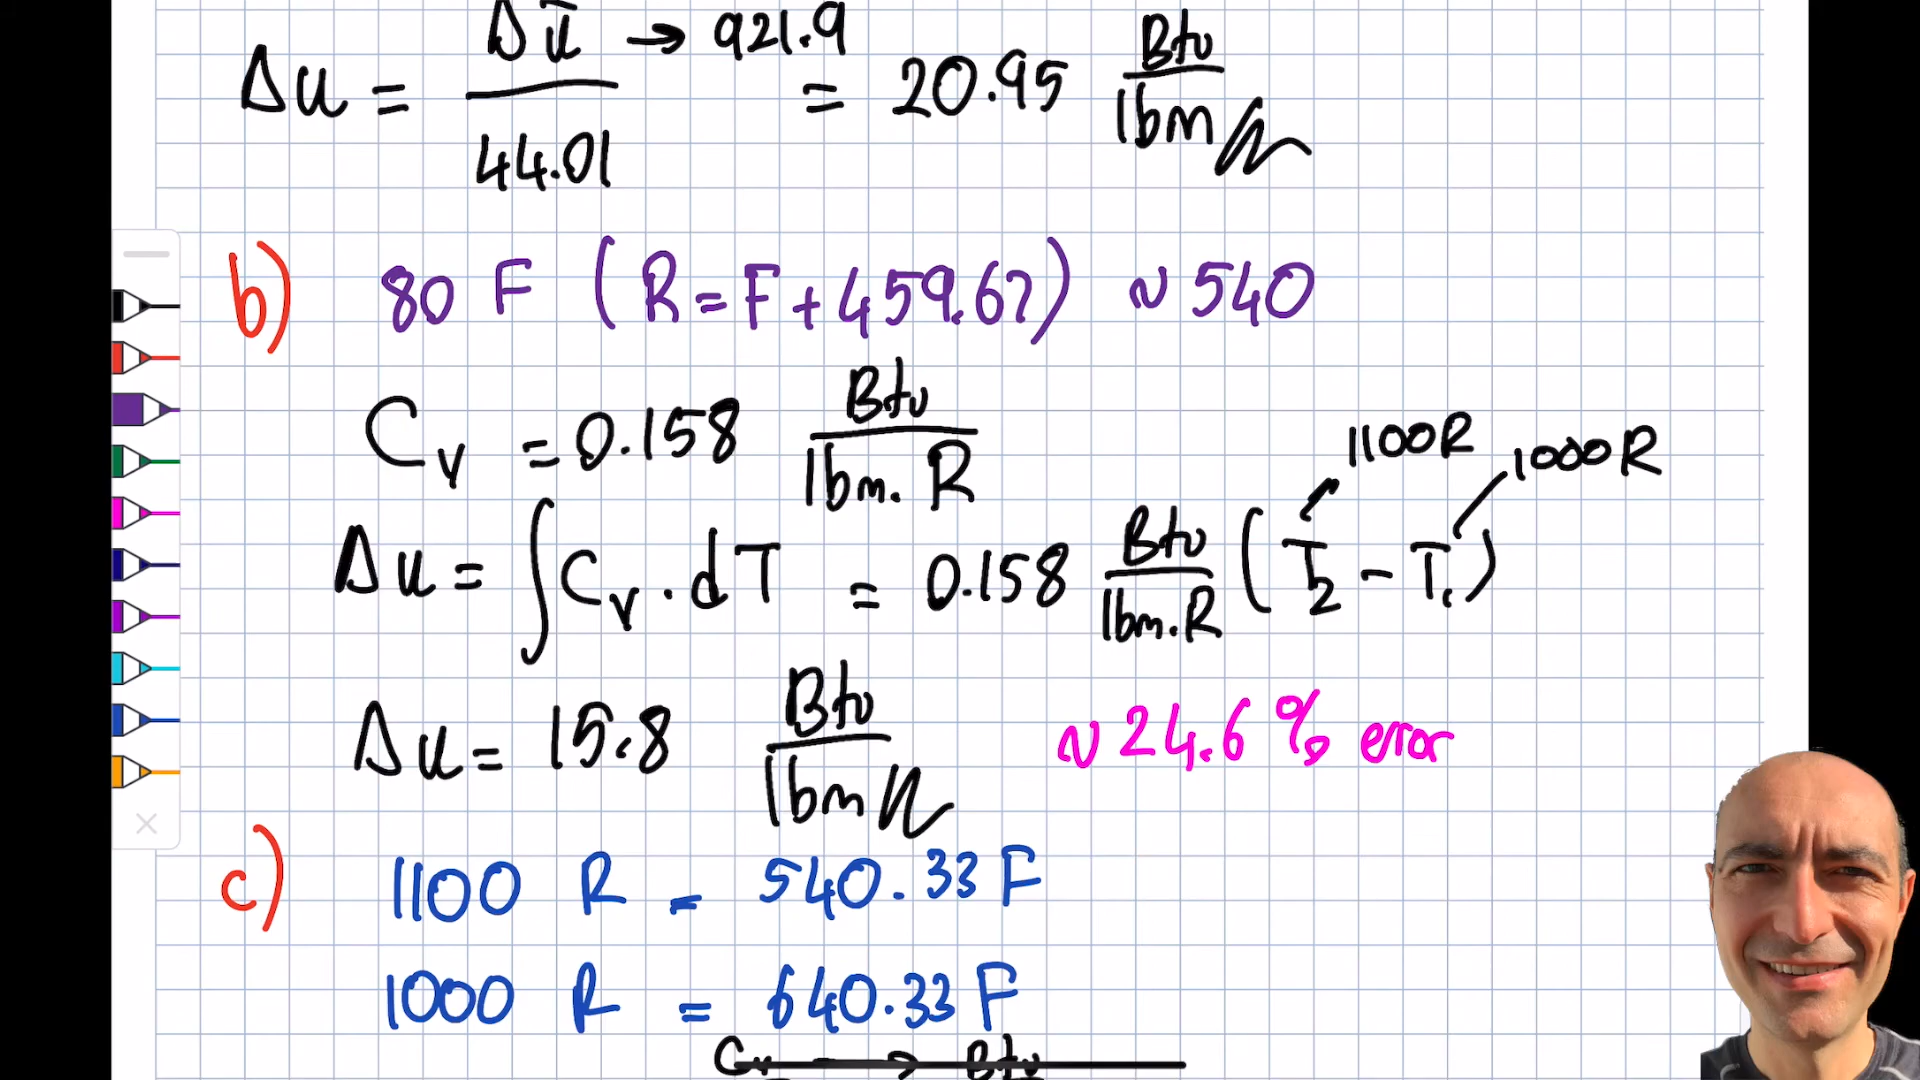 Δū → 921.9
Δu = ――― = 20.95 Btu/lbm
44.01
b) 80 F (R = F + 459.67) ~ 540
Cv = 0.158 Btu/lbm. R
1100R 1000R
Δu = ∫ Cv . dT = 0.158 Btu/lbm.R (T2 - T1)
Δu = 15.8 Btu/lbm ~ 24.6 % error
c) 1100 R = 540.33 F
1000 R = 640.33 F
Cv → Btu